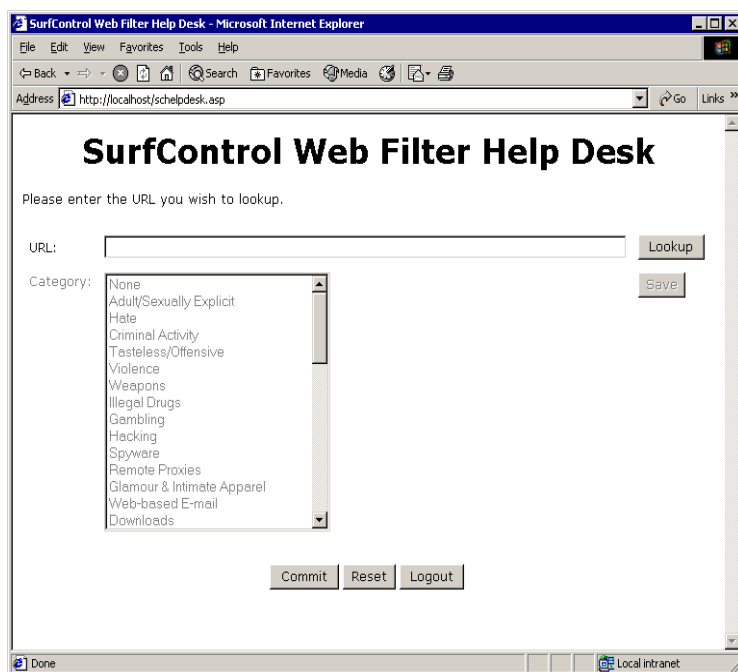 SurfControl Web Filter Help Desk - Microsoft Internet Explorer
File Edit View Favorites Tools Help
Back Search Favorites Media
Address http://localhost/schelpdesk.asp Go Links »
SurfControl Web Filter Help Desk
Please enter the URL you wish to lookup.
URL: Lookup
Category: Save
None
Adult/Sexually Explicit
Hate
Criminal Activity
Tasteless/Offensive
Violence
Weapons
Illegal Drugs
Gambling
Hacking
Spyware
Remote Proxies
Glamour & Intimate Apparel
Web-based E-mail
Downloads
Commit Reset Logout
Done Local intranet